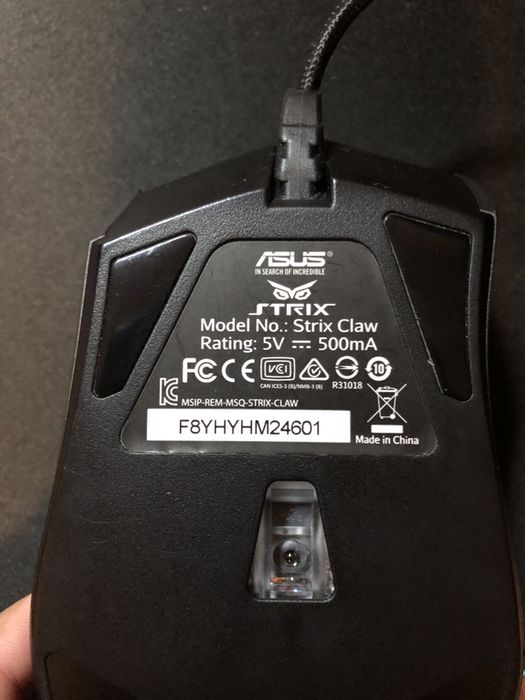 ASUS®
IN SEARCH OF INCREDIBLE
STRIX
Model No.: Strix Claw
Rating: 5V ⎓ 500mA
FC CE VCI 10
CAN ICES-3 (B)/NMB-3 (B) R31018
MSIP-REM-MSQ-STRIX-CLAW
F8YHYHM24601
Made in China